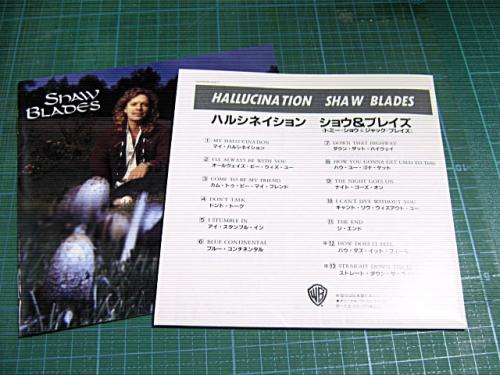 SHAW
BLADES
HALLUCINATION SHAW BLADES
ハルシネイション ショウ&ブレイズ
(トミー・ショウ&ジャック・ブレイズ)
1 MY HALLUCINATION
マイ・ハルシネイション
2 I'LL ALWAYS BE WITH YOU
オールウェイズ・ビー・ウィズ・ユー
3 COME TO BE MY FRIEND
カム・トゥ・ビー・マイ・フレンド
4 DON'T TALK
ドント・トーク
5 I STUMBLE IN
アイ・スタンブル・イン
6 BLUE CONTINENTAL
ブルー・コンチネンタル
7 DOWN THAT HIGHWAY
ダウン・ザット・ハイウェイ
8 HOW YOU GONNA GET USED TO THIS
ハウ・ユー・ゴナ・ゲット
9 THE NIGHT GOES ON
ナイト・ゴーズ・オン
10 I CAN'T LIVE WITHOUT YOU
キャント・リヴ・ウィズアウト・ユー
11 THE END
ジ・エンド
※12 HOW DOES IT FEEL
ハウ・ダズ・イット・フィール
※13 STRAIGHT DOWN THE
ストレート・ダウン・ザ
WB